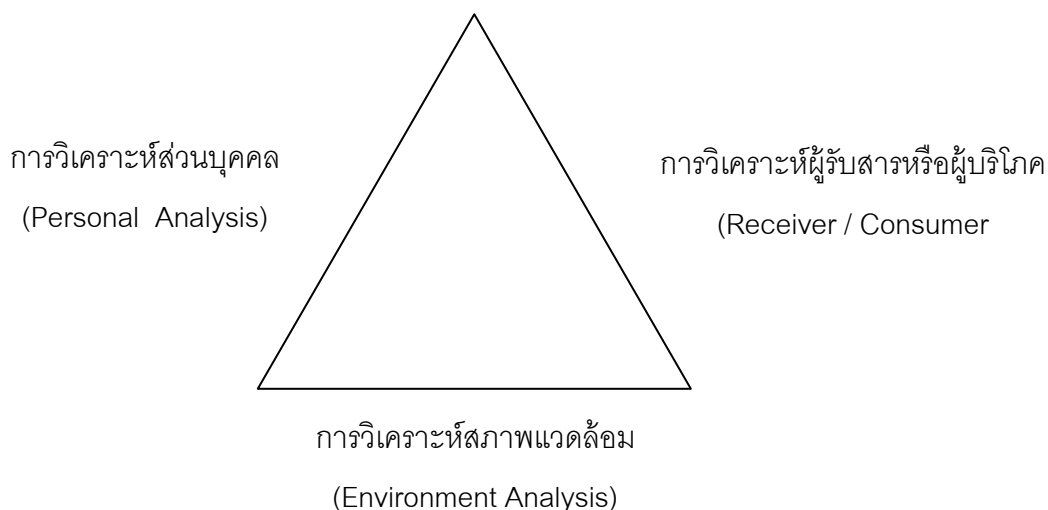 การวิเคราะห์ส่วนบุคคล
(Personal Analysis)
การวิเคราะห์ผู้รับสารหรือผู้บริโภค
(Receiver / Consumer
การวิเคราะห์สภาพแวดล้อม
(Environment Analysis)